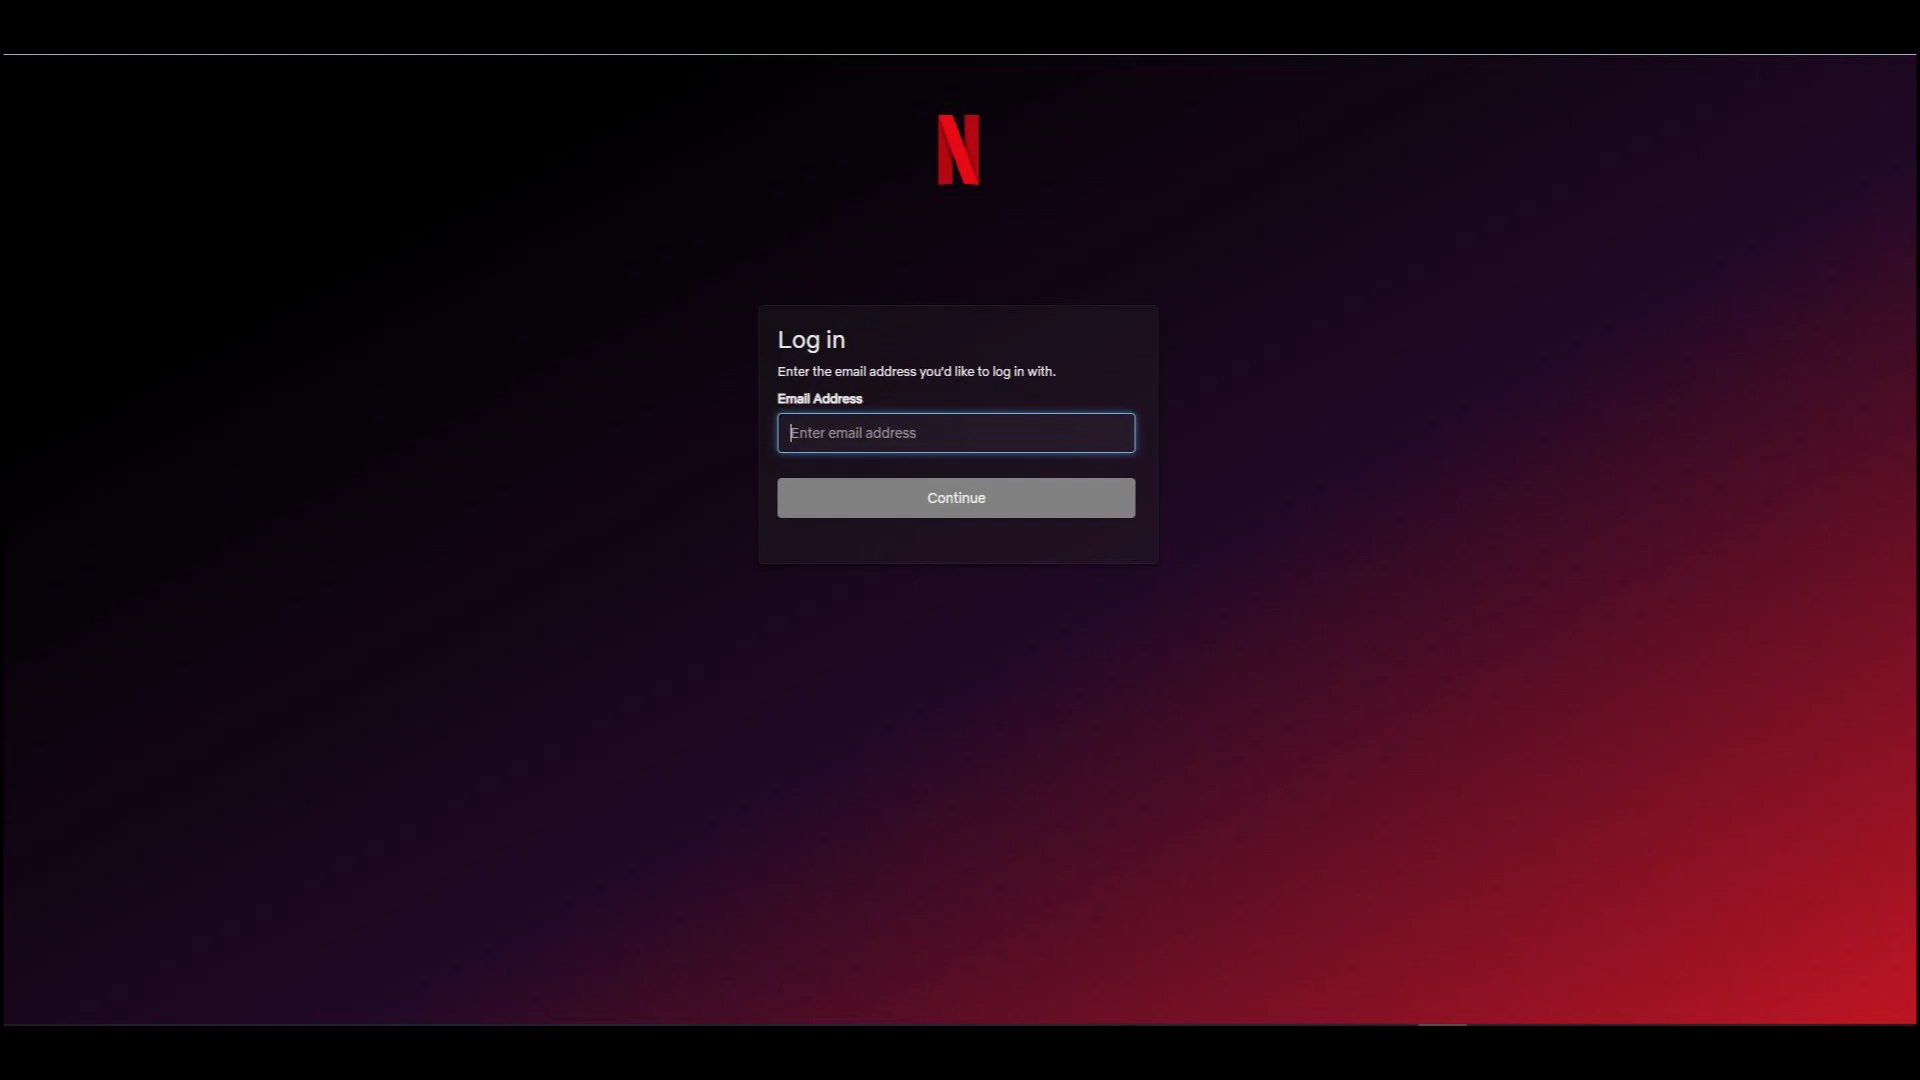 N
Log in
Enter the email address you'd like to log in with.
Email Address
Enter email address
Continue